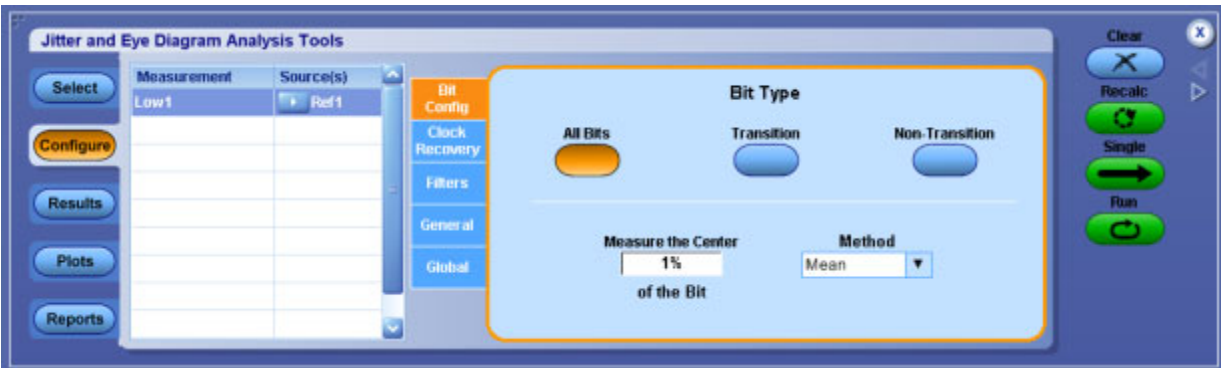 Jitter and Eye Diagram Analysis Tools
Select
Configure
Results
Plots
Reports
Measurement Source(s)
Low1 Ref1
Bit
Config
Clock
Recovery
Filters
General
Global
Bit Type
All Bits Transition Non-Transition
Measure the Center Method
1% Mean
of the Bit
Clear
X
Recalc
Single
Run